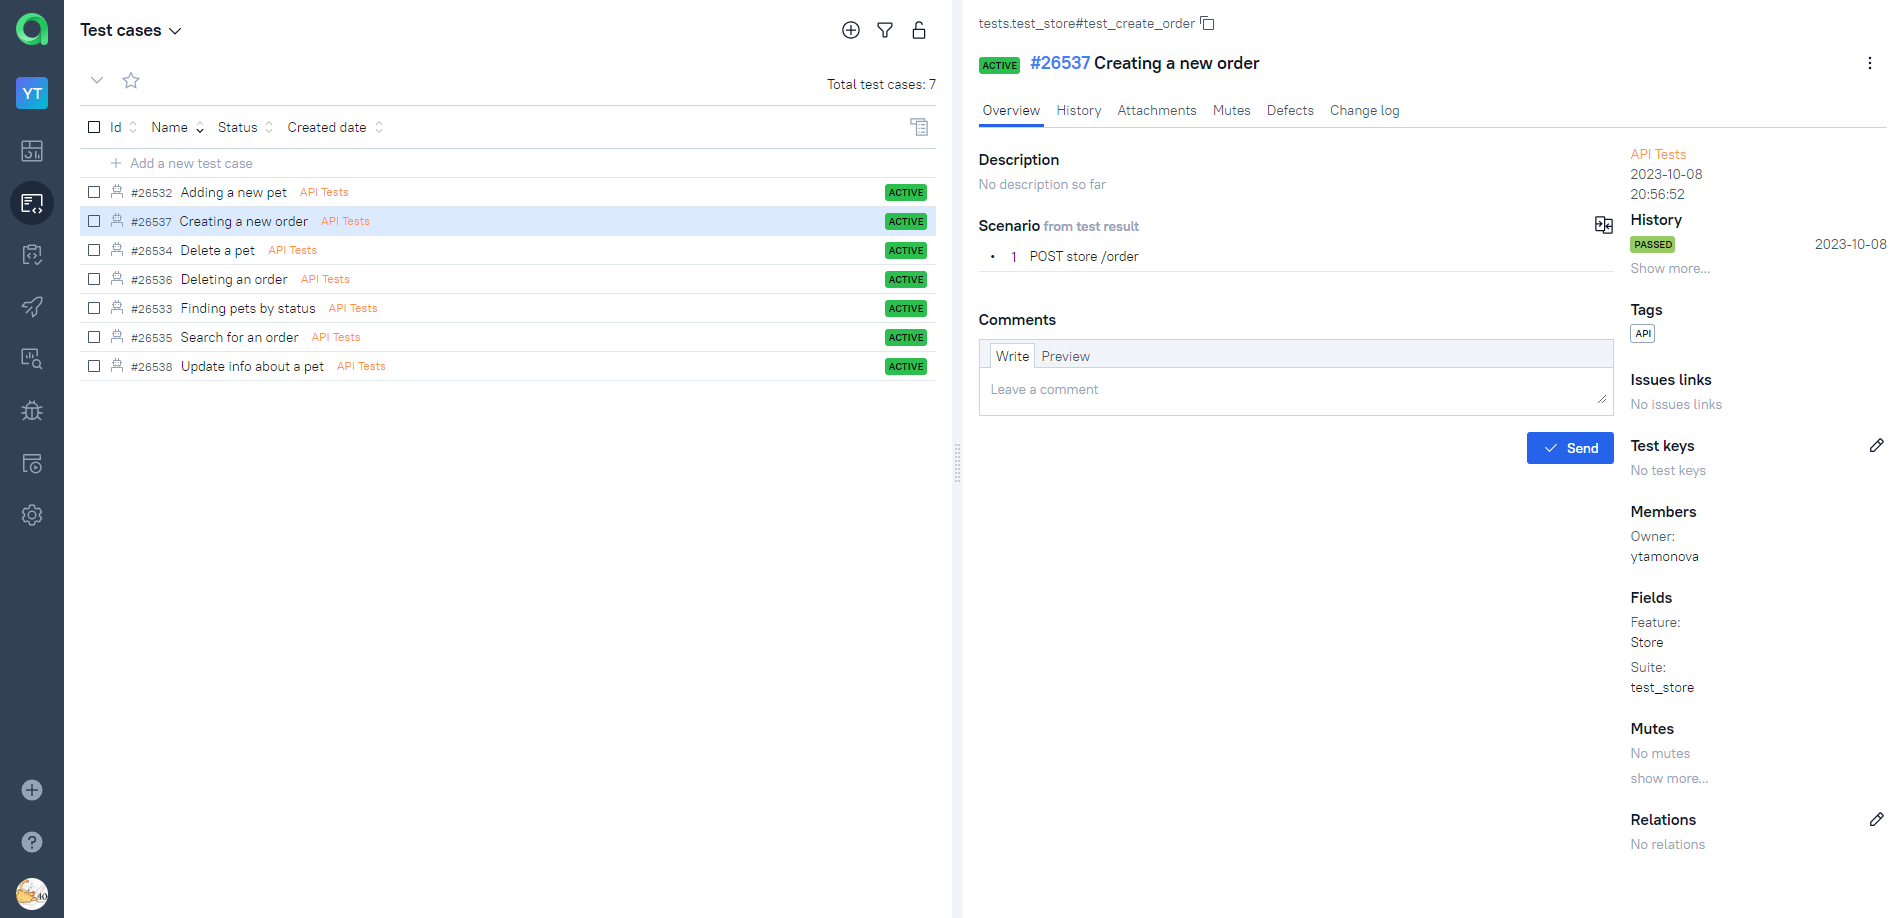 YT
Test cases
Total test cases: 7
Id Name Status Created date
Add a new test case
#26532 Adding a new pet API Tests ACTIVE
#26537 Creating a new order API Tests ACTIVE
#26534 Delete a pet API Tests ACTIVE
#26536 Deleting an order API Tests ACTIVE
#26533 Finding pets by status API Tests ACTIVE
#26535 Search for an order API Tests ACTIVE
#26538 Update info about a pet API Tests ACTIVE
tests.test_store#test_create_order
ACTIVE #26537 Creating a new order
Overview History Attachments Mutes Defects Change log
Description
No description so far
Scenario from test result
• 1 POST store /order
Comments
Write Preview
Leave a comment
Send
API Tests
2023-10-08
20:56:52
History
PASSED 2023-10-08
Show more...
Tags
API
Issues links
No issues links
Test keys
No test keys
Members
Owner:
ytamonova
Fields
Feature:
Store
Suite:
test_store
Mutes
No mutes
show more...
Relations
No relations